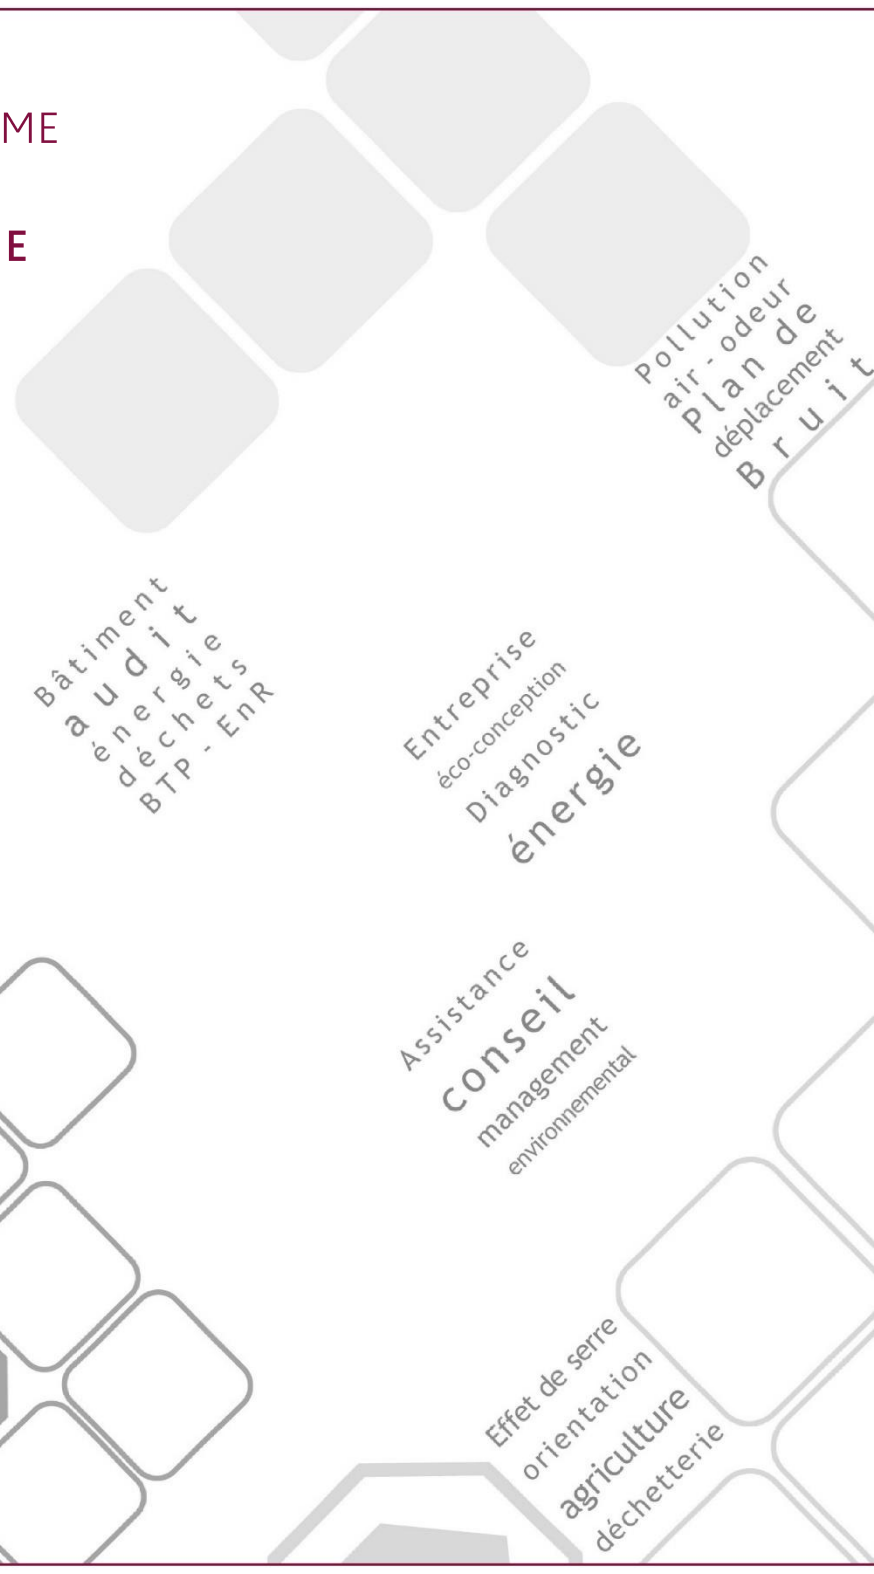 ME
E
Pollution
air - odeur
Plan de
déplacement
Bruit
Bâtiment
audit
énergie
déchets
BTP - EnR
Entreprise
éco-conception
Diagnostic
énergie
Assistance
conseil
management
environnemental
Effet de serre
orientation
agriculture
déchetterie